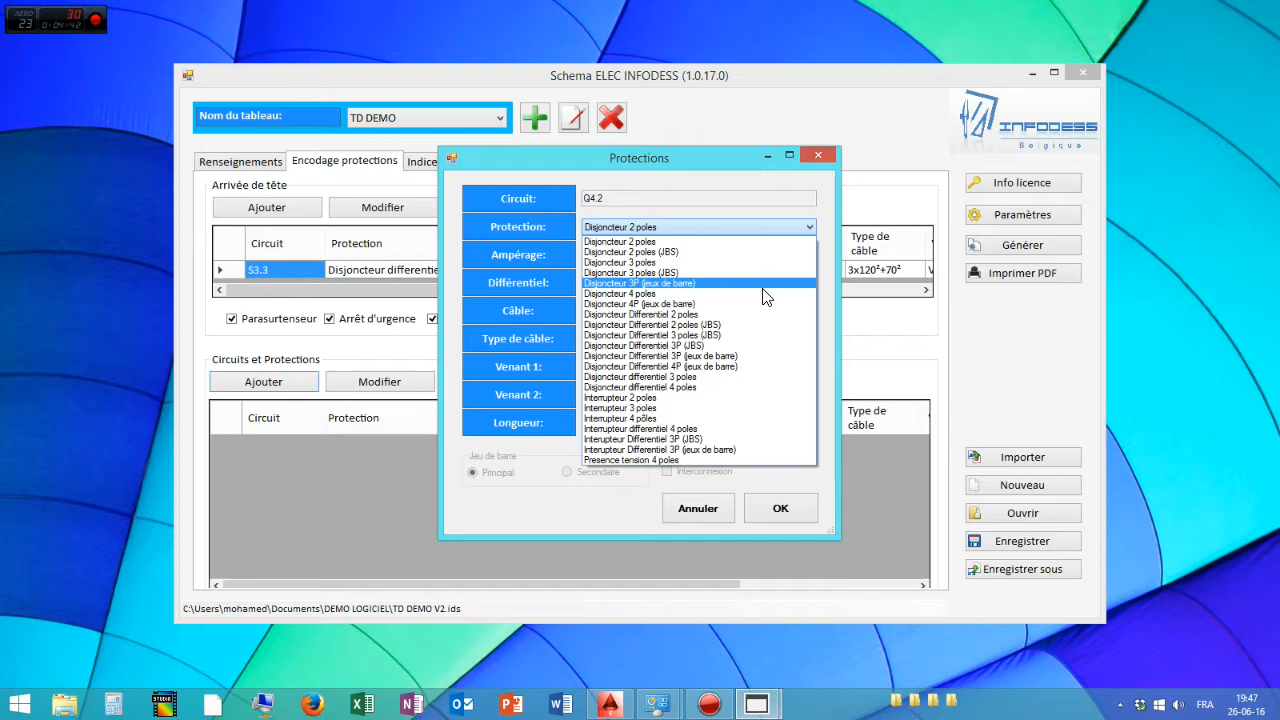 AERO
23
30
0:04:42
Schema ELEC INFODESS (1.0.17.0)
Nom du tableau:
TD DEMO
INFODESS
Belgique
Renseignements
Encodage protections
Indice
Arrivée de tête
Ajouter
Modifier
Circuit
Protection
Type de câble
S3.3
Disjoncteur differentie
3x120²+70²
V
Parasurtenseur
Arrêt d'urgence
Circuits et Protections
Ajouter
Modifier
Circuit
Protection
Type de câble
Protections
Circuit:
Q4.2
Protection:
Disjoncteur 2 poles
Ampérage:
Différentiel:
Câble:
Type de câble:
Venant 1:
Venant 2:
Longueur:
Disjoncteur 2 poles
Disjoncteur 2 poles (JBS)
Disjoncteur 3 poles
Disjoncteur 3 poles (JBS)
Disjoncteur 3P (jeux de barre)
Disjoncteur 4 poles
Disjoncteur 4P (jeux de barre)
Disjoncteur Differentiel 2 poles
Disjoncteur Differentiel 2 poles (JBS)
Disjoncteur Differentiel 3 poles (JBS)
Disjoncteur Differentiel 3P (JBS)
Disjoncteur Differentiel 3P (jeux de barre)
Disjoncteur Differentiel 4P (jeux de barre)
Disjoncteur differentiel 3 poles
Disjoncteur differentiel 4 poles
Interrupteur 2 poles
Interrupteur 3 poles
Interrupteur 4 pôles
Interrupteur differentiel 4 poles
Interupteur Differentiel 3P (JBS)
Interupteur Differentiel 3P (jeux de barre)
Presence tension 4 poles
Jeu de barre
Principal
Secondaire
Interconnexion
Annuler
OK
Info licence
Paramètres
Générer
Imprimer PDF
Importer
Nouveau
Ouvrir
Enregistrer
Enregistrer sous
C:\Users\mohamed\Documents\DEMO LOGICIEL\TD DEMO V2.ids
STUDIO
FRA
19:47
26-06-16